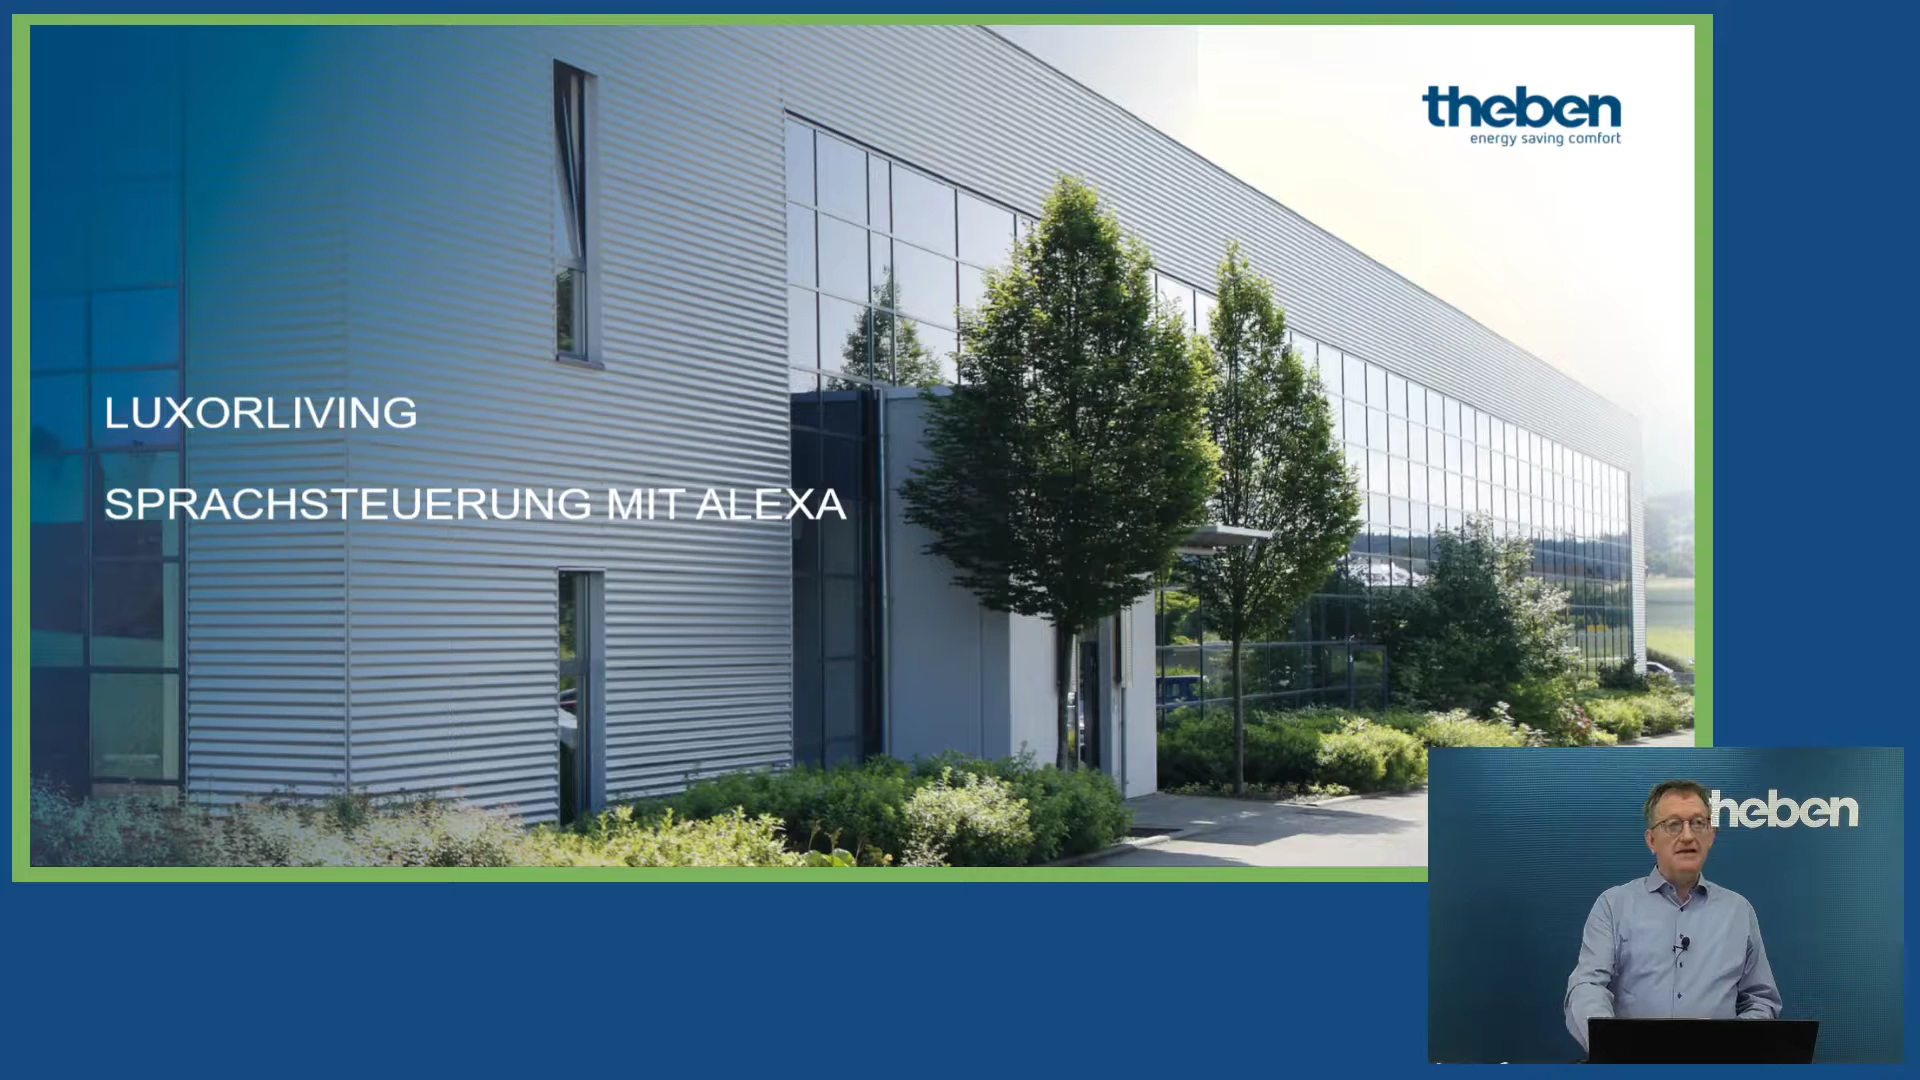 theben
energy saving comfort
LUXORLIVING
SPRACHSTEUERUNG MIT ALEXA
heben